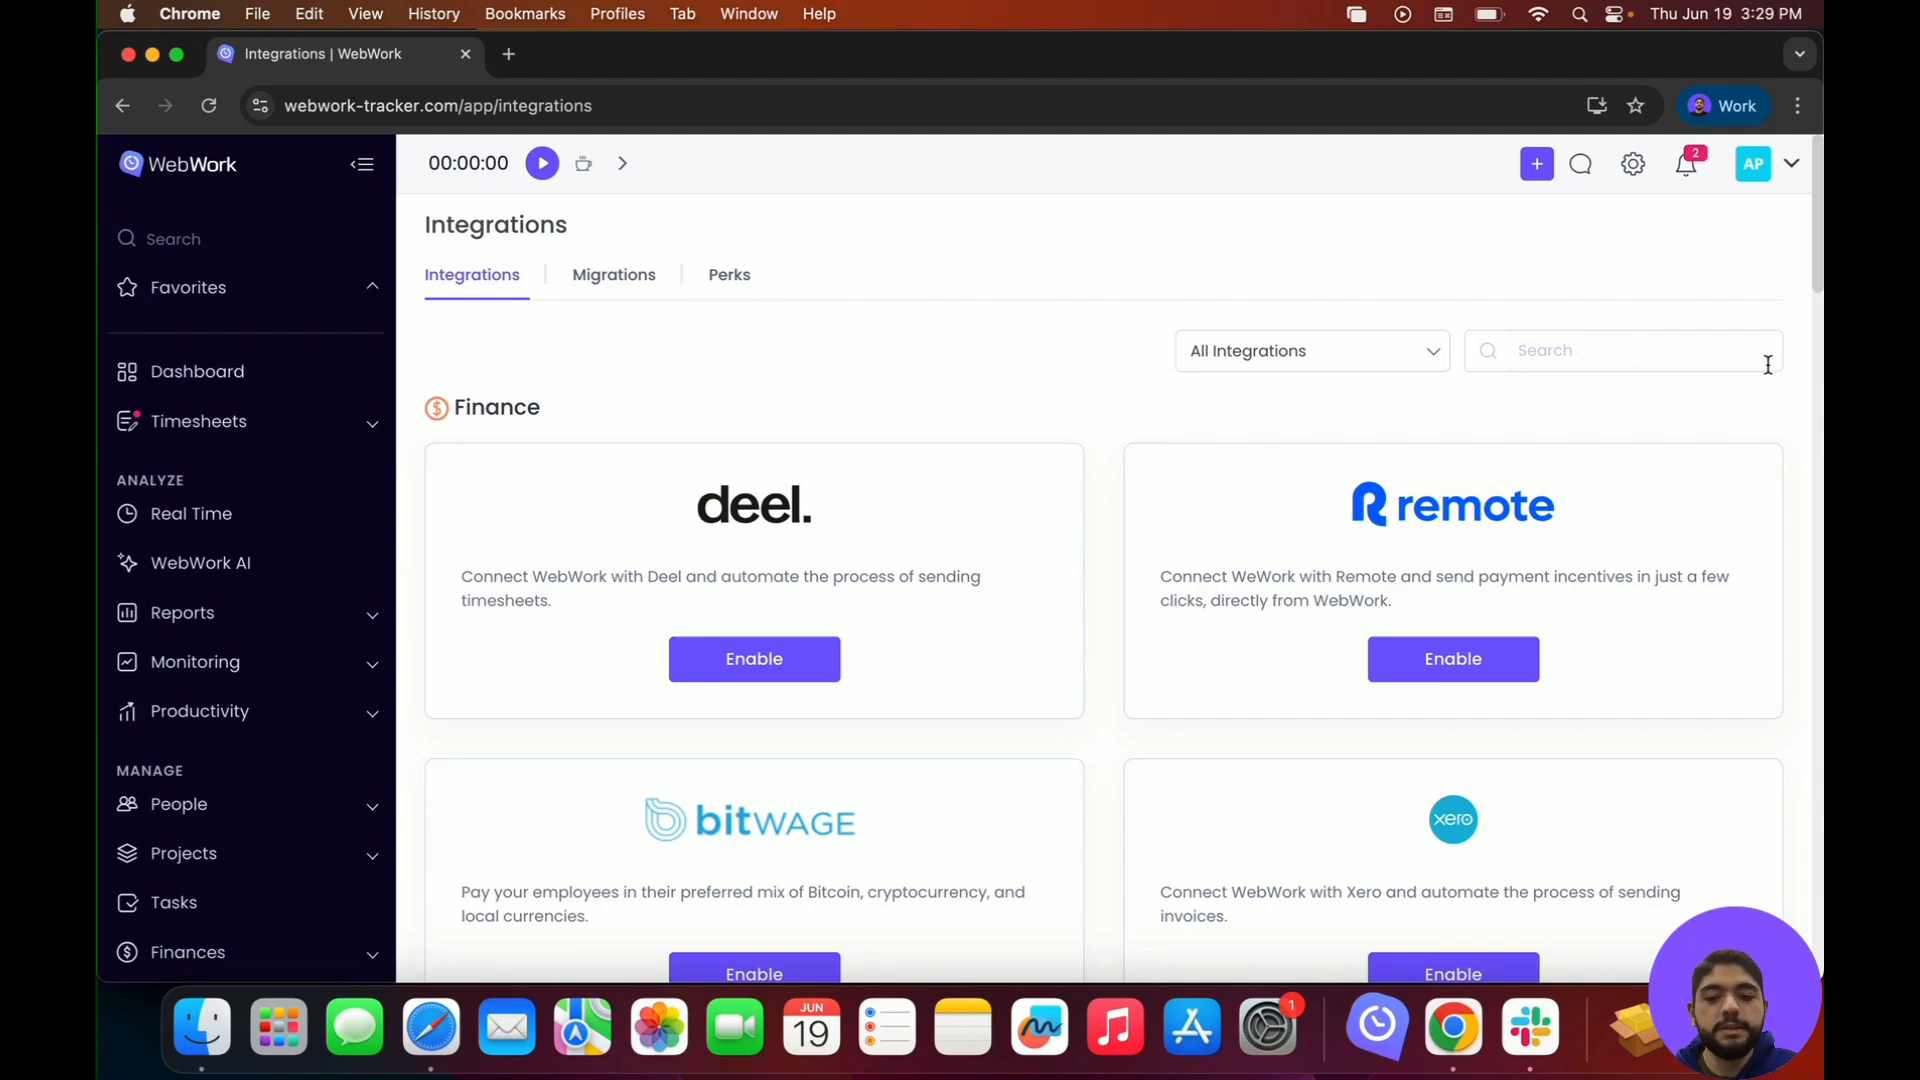 Chrome File Edit View History Bookmarks Profiles Tab Window Help Thu Jun 19 3:29 PM
Integrations | WebWork
webwork-tracker.com/app/integrations Work
WebWork 00:00:00 2 AP
Integrations
Search
Integrations Migrations Perks
Favorites
All Integrations Search
Dashboard
Finance
Timesheets
ANALYZE
deel. remote
Real Time
WebWork AI
Connect WebWork with Deel and automate the process of sending
timesheets.
Connect WeWork with Remote and send payment incentives in just a few
clicks, directly from WebWork.
Reports
Monitoring
Enable Enable
Productivity
MANAGE
People
bitWAGE xero
Projects
Pay your employees in their preferred mix of Bitcoin, cryptocurrency, and
local currencies.
Connect WebWork with Xero and automate the process of sending
invoices.
Tasks
Finances
Enable Enable
JUN
19
1